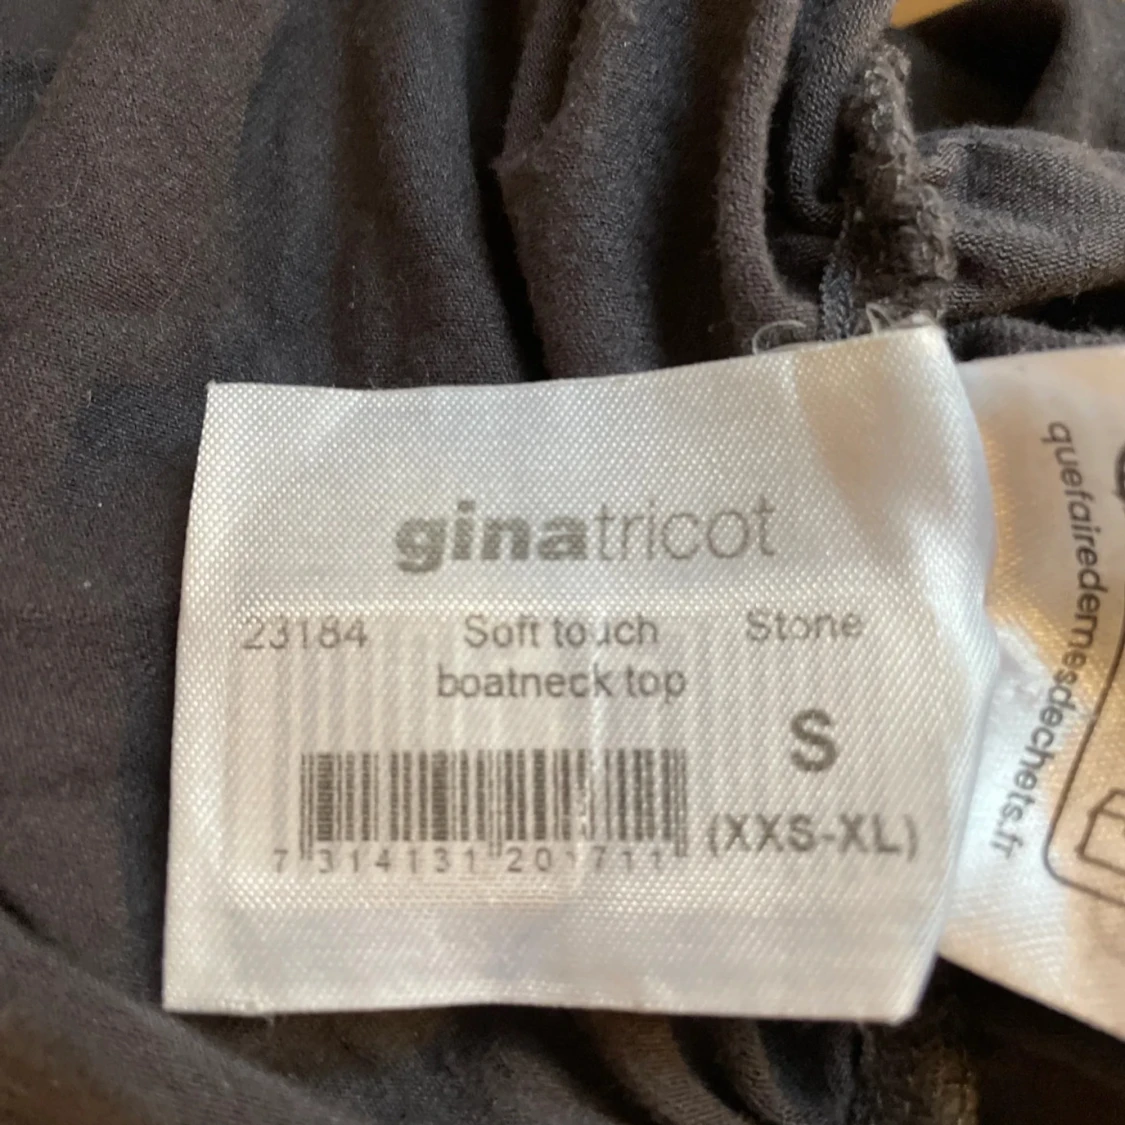 ginatricot
23184 Soft touch Stone
boatneck top
S
(XXS-XL)
7 314131 201711
quefairedemesdechets.fr